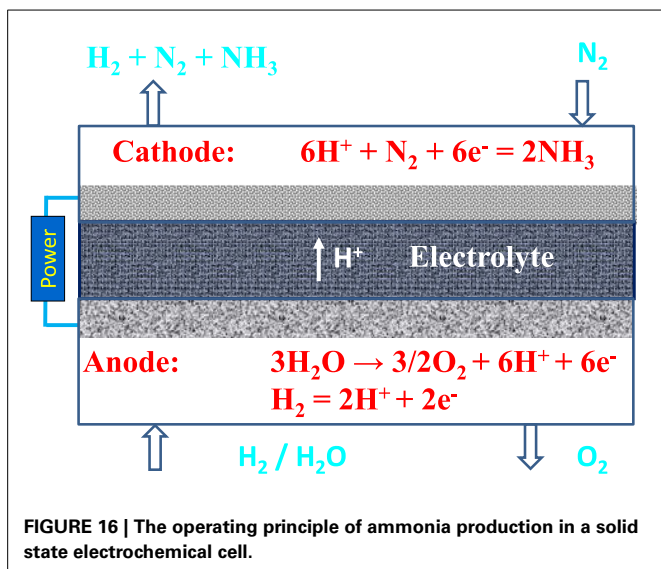 H₂ + N₂ + NH₃
N₂
Cathode: 6H⁺ + N₂ + 6e⁻ = 2NH₃
Power
H⁺
Electrolyte
Anode: 3H₂O → 3/2O₂ + 6H⁺ + 6e⁻
H₂ = 2H⁺ + 2e⁻
H₂ / H₂O
O₂
FIGURE 16 | The operating principle of ammonia production in a solid
state electrochemical cell.